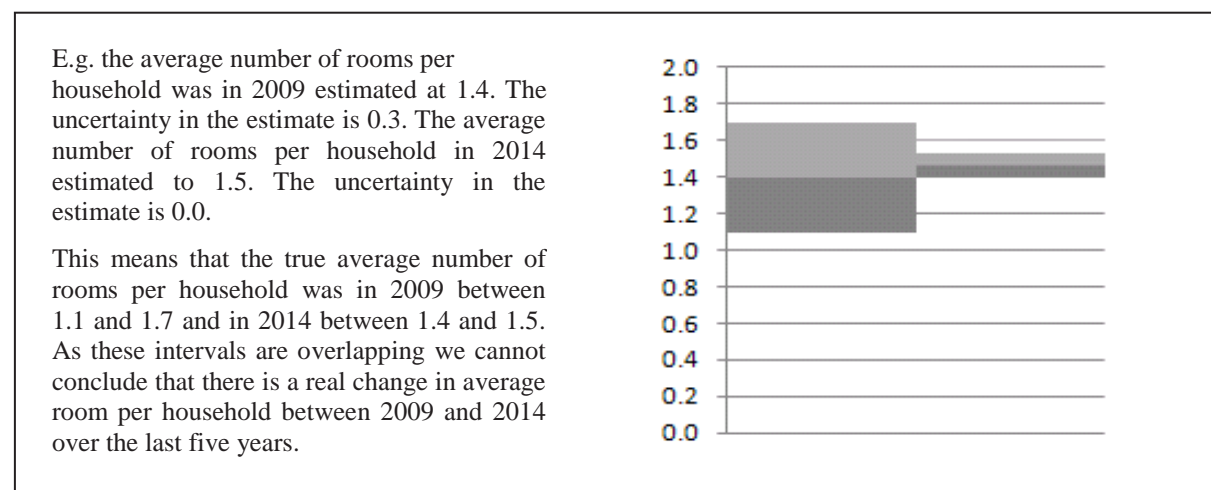 E.g. the average number of rooms per
household was in 2009 estimated at 1.4. The
uncertainty in the estimate is 0.3. The average
number of rooms per household in 2014
estimated to 1.5. The uncertainty in the
estimate is 0.0.
This means that the true average number of
rooms per household was in 2009 between
1.1 and 1.7 and in 2014 between 1.4 and 1.5.
As these intervals are overlapping we cannot
conclude that there is a real change in average
room per household between 2009 and 2014
over the last five years.
2.0
1.8
1.6
1.4
1.2
1.0
0.8
0.6
0.4
0.2
0.0